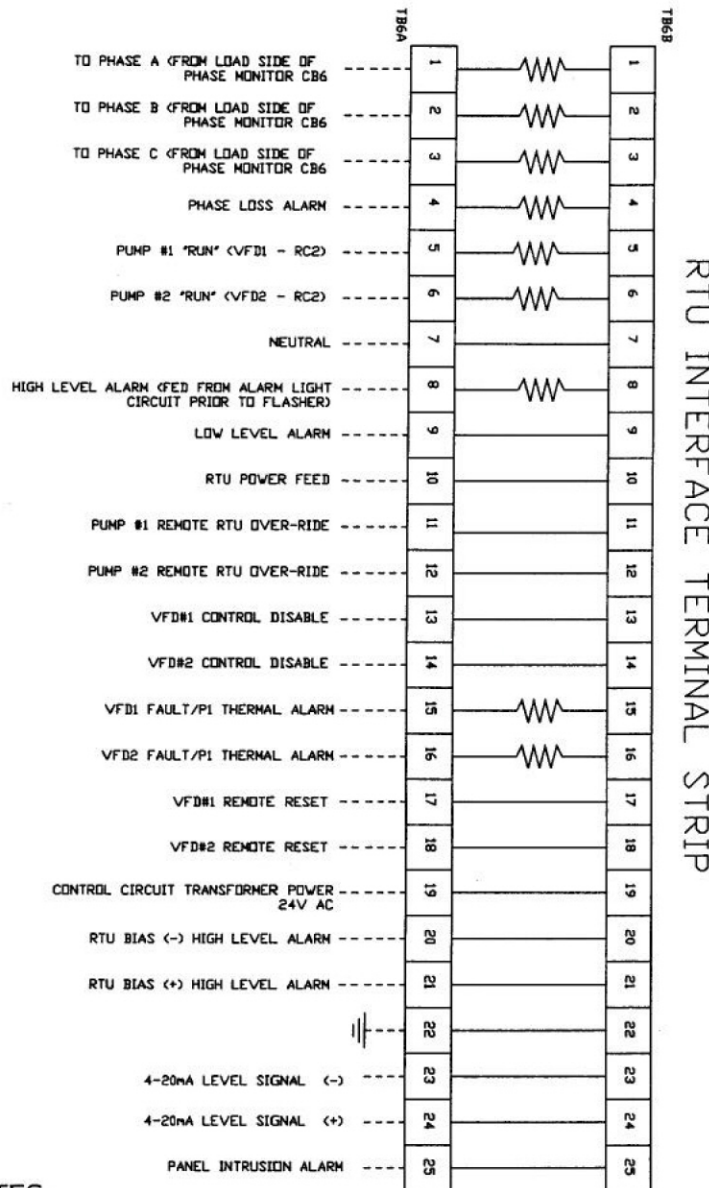 TB6A
TB6B
TO PHASE A (FROM LOAD SIDE OF
PHASE MONITOR CB6
1
1
TO PHASE B (FROM LOAD SIDE OF
PHASE MONITOR CB6
2
2
TO PHASE C (FROM LOAD SIDE OF
PHASE MONITOR CB6
3
3
PHASE LOSS ALARM
4
4
PUMP #1 "RUN" (VFD1 - RC2)
5
5
PUMP #2 "RUN" (VFD2 - RC2)
6
6
NEUTRAL
7
7
HIGH LEVEL ALARM (FED FROM ALARM LIGHT
CIRCUIT PRIOR TO FLASHER)
8
8
LOW LEVEL ALARM
9
9
RTU POWER FEED
10
10
PUMP #1 REMOTE RTU OVER-RIDE
11
11
PUMP #2 REMOTE RTU OVER-RIDE
12
12
VFD#1 CONTROL DISABLE
13
13
VFD#2 CONTROL DISABLE
14
14
VFD1 FAULT/P1 THERMAL ALARM
15
15
VFD2 FAULT/P1 THERMAL ALARM
16
16
VFD#1 REMOTE RESET
17
17
VFD#2 REMOTE RESET
18
18
CONTROL CIRCUIT TRANSFORMER POWER
24V AC
19
19
RTU BIAS (-) HIGH LEVEL ALARM
20
20
RTU BIAS (+) HIGH LEVEL ALARM
21
21
22
22
4-20mA LEVEL SIGNAL (-)
23
23
4-20mA LEVEL SIGNAL (+)
24
24
PANEL INTRUSION ALARM
25
25
RTU INTERFACE TERMINAL STRIP